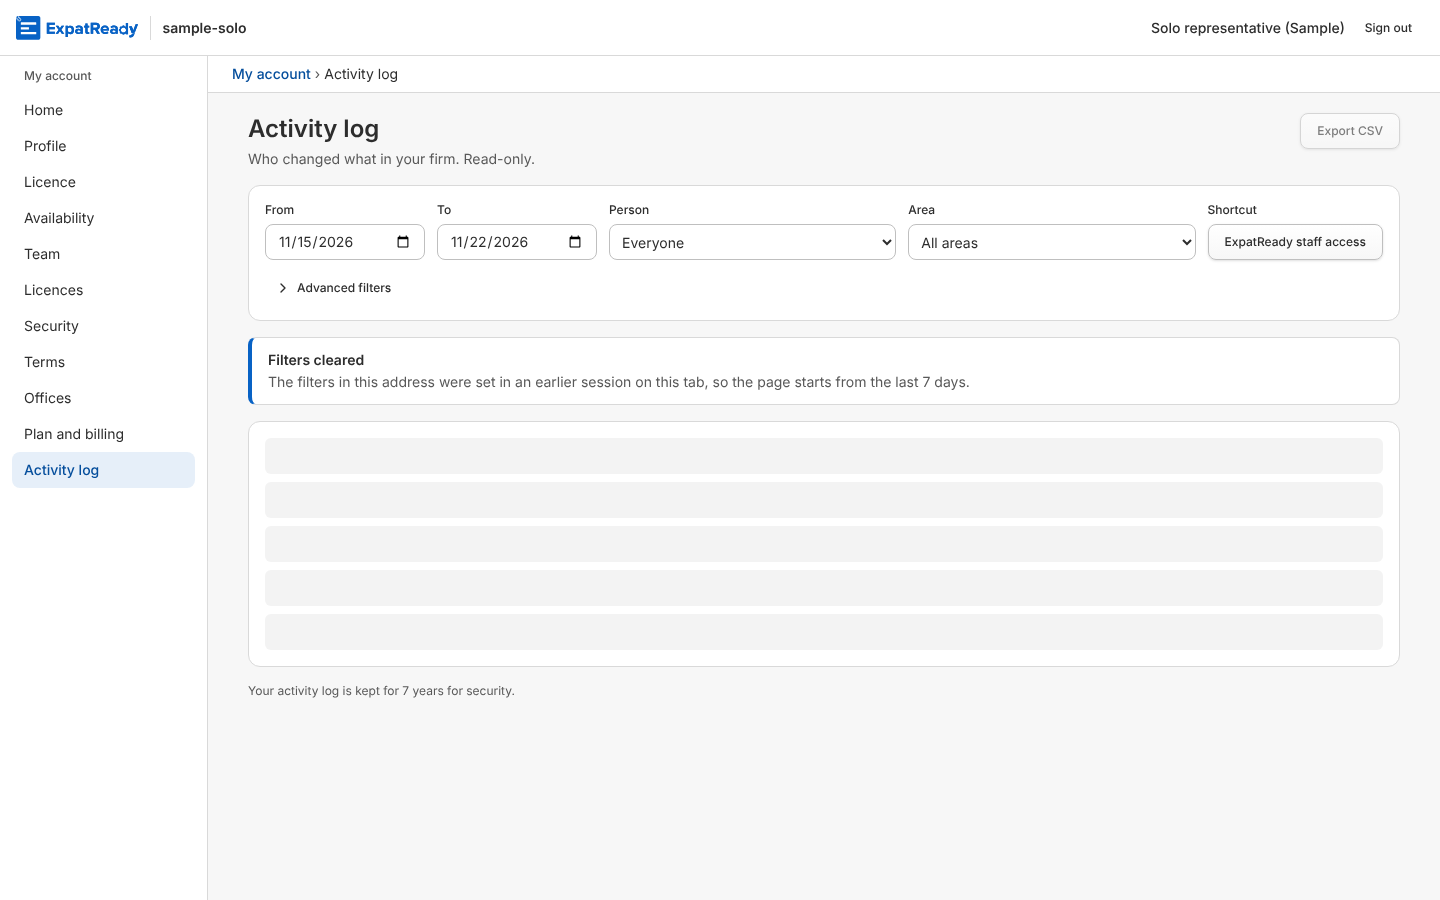 ExpatReady
sample-solo
Solo representative (Sample)
Sign out
My account
Home
Profile
Licence
Availability
Team
Licences
Security
Terms
Offices
Plan and billing
Activity log
My account › Activity log
Activity log
Who changed what in your firm. Read-only.
Export CSV
From
To
Person
Area
Shortcut
11/15/2026
11/22/2026
Everyone
All areas
ExpatReady staff access
Advanced filters
Filters cleared
The filters in this address were set in an earlier session on this tab, so the page starts from the last 7 days.
Your activity log is kept for 7 years for security.